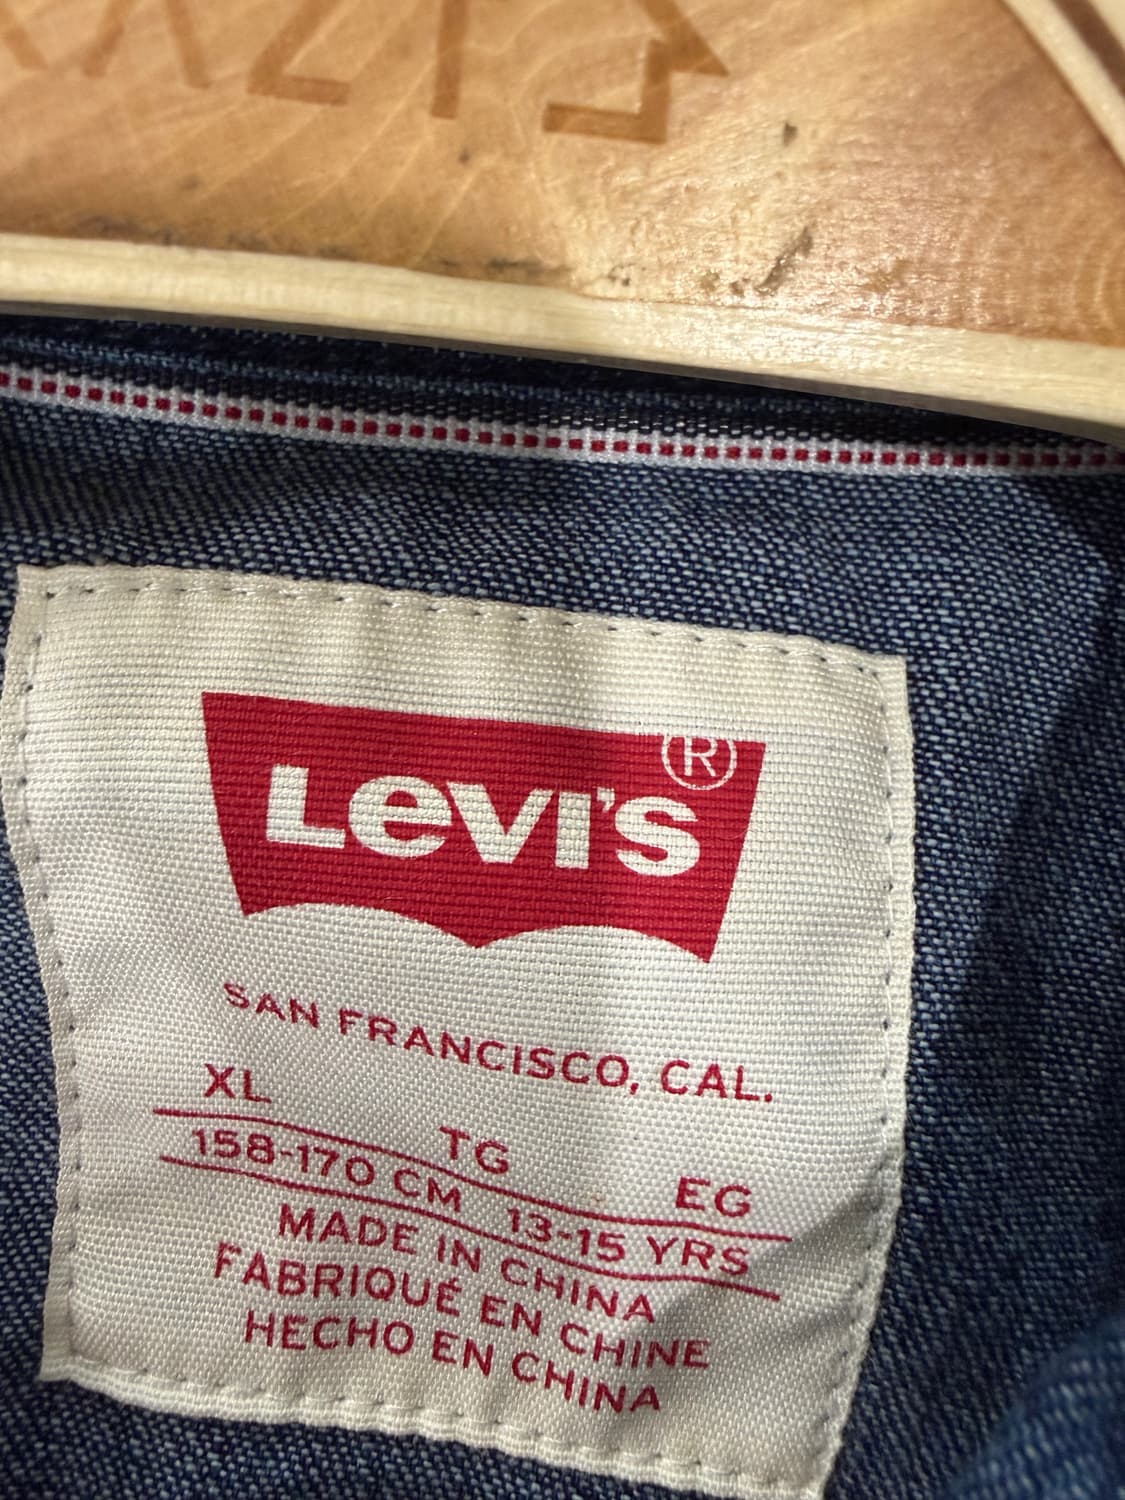 LEVI'S®
SAN FRANCISCO, CAL.
XL TG EG
158-170 CM 13-15 YRS
MADE IN CHINA
FABRIQUÉ EN CHINE
HECHO EN CHINA